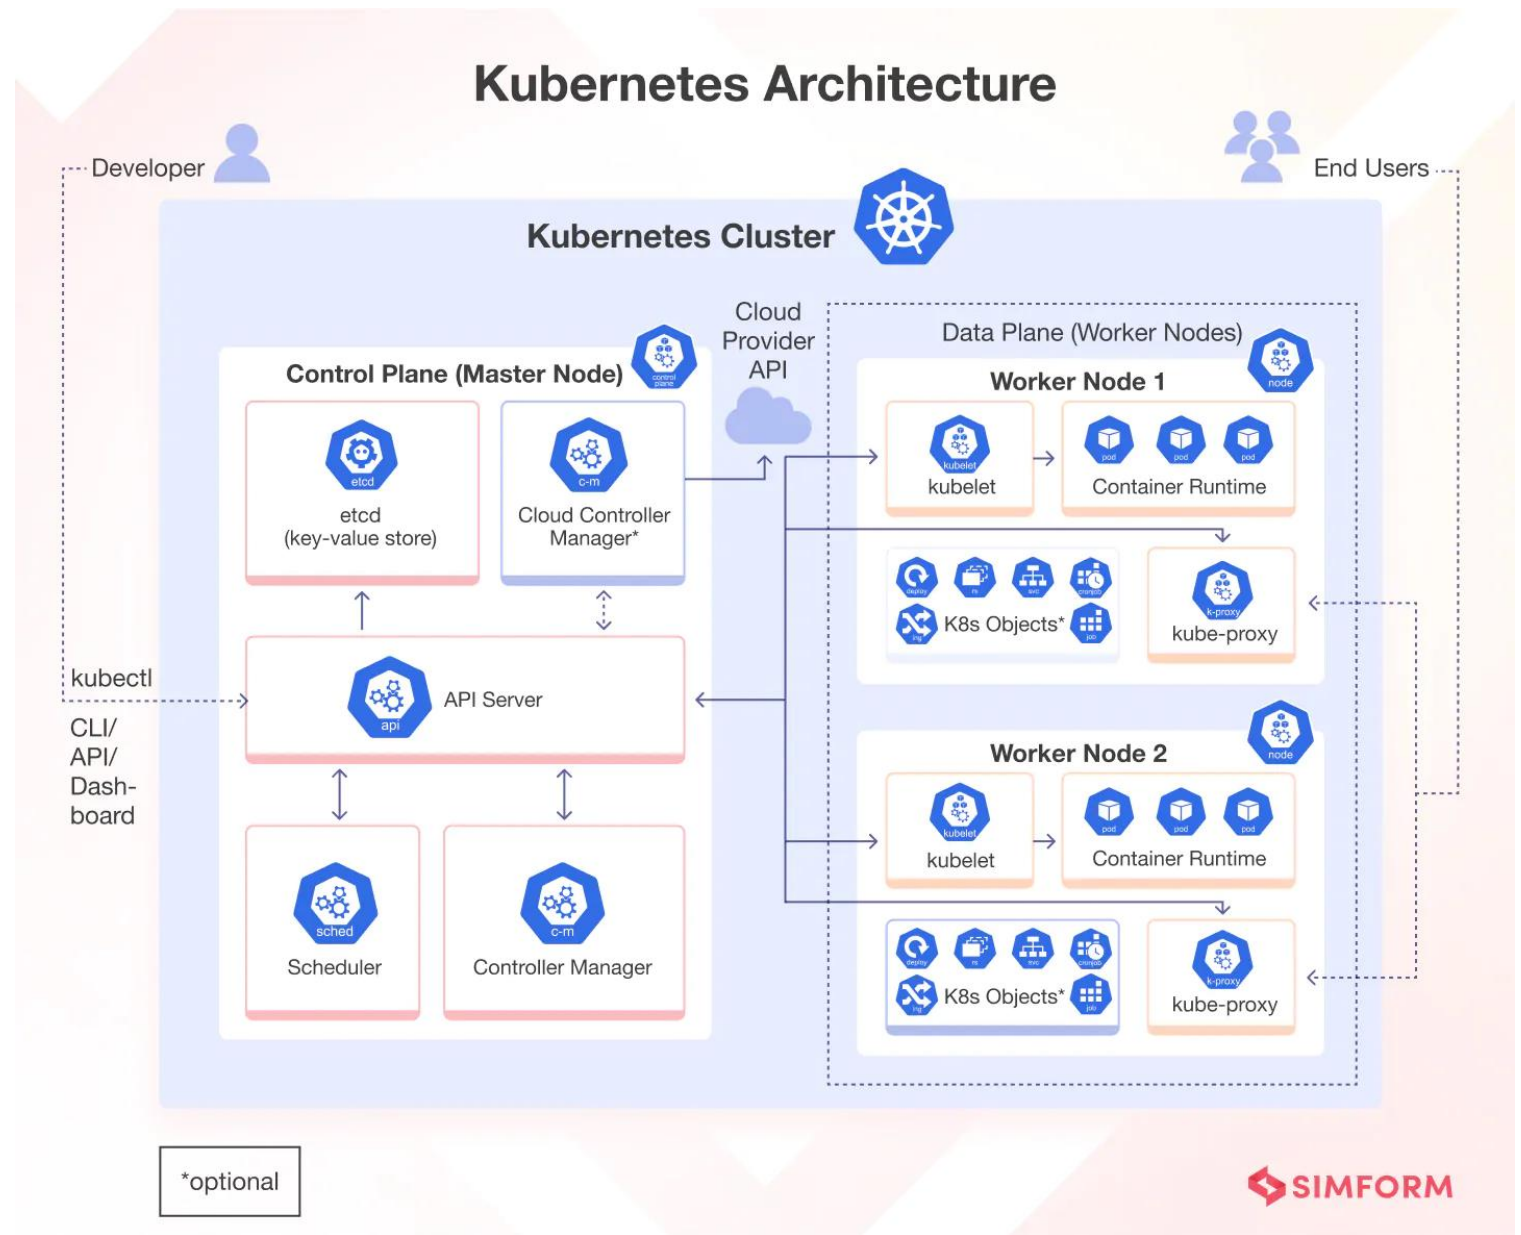 Kubernetes Architecture
Developer
End Users
Kubernetes Cluster
Cloud
Provider
API
Control Plane (Master Node)
control
plane
etcd
etcd
(key-value store)
c-m
Cloud Controller
Manager*
kubectl
CLI/
API/
Dash-
board
api
API Server
sched
Scheduler
c-m
Controller Manager
Data Plane (Worker Nodes)
node
Worker Node 1
kubelet
kubelet
pod
pod
pod
Container Runtime
deploy
rs
svc
cronjob
ing
K8s Objects*
job
k-proxy
kube-proxy
node
Worker Node 2
kubelet
kubelet
pod
pod
pod
Container Runtime
deploy
rs
svc
cronjob
ing
K8s Objects*
job
k-proxy
kube-proxy
*optional
SIMFORM